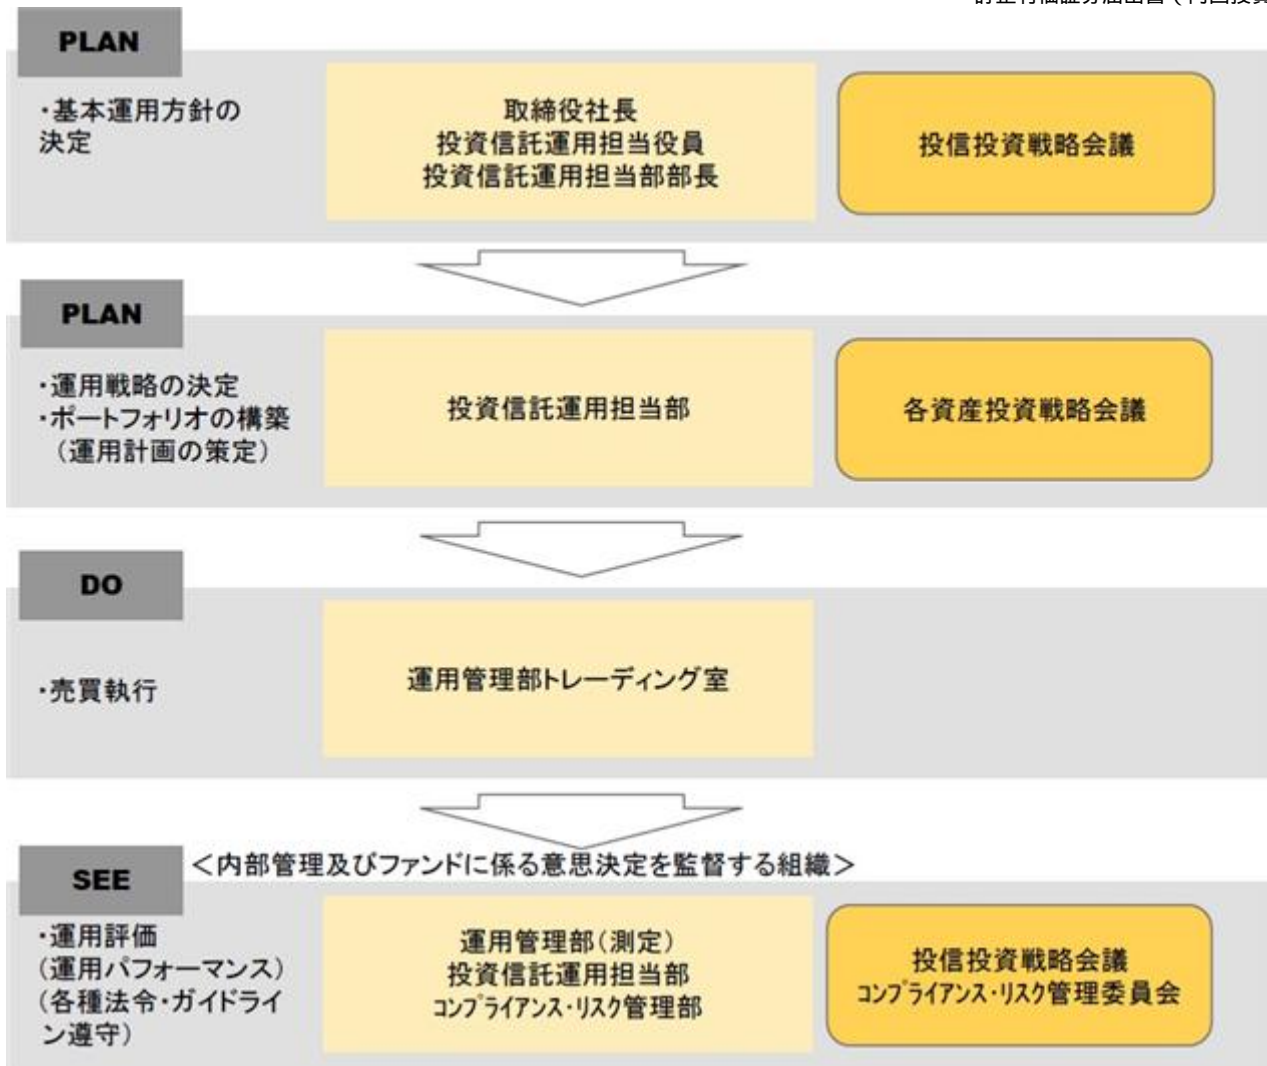 PLAN
・基本運用方針の
決定
取締役社長
投資信託運用担当役員
投資信託運用担当部部長
投信投資戦略会議
PLAN
・運用戦略の決定
・ポートフォリオの構築
（運用計画の策定）
投資信託運用担当部
各資産投資戦略会議
DO
・売買執行
運用管理部トレーディング室
SEE
＜内部管理及びファンドに係る意思決定を監督する組織＞
・運用評価
(運用パフォーマンス)
(各種法令・ガイドライ
ン遵守)
運用管理部(測定)
投資信託運用担当部
ｺﾝﾌﾟﾗｲｱﾝｽ・ﾘｽｸ管理部
投信投資戦略会議
ｺﾝﾌﾟﾗｲｱﾝｽ・ﾘｽｸ管理委員会